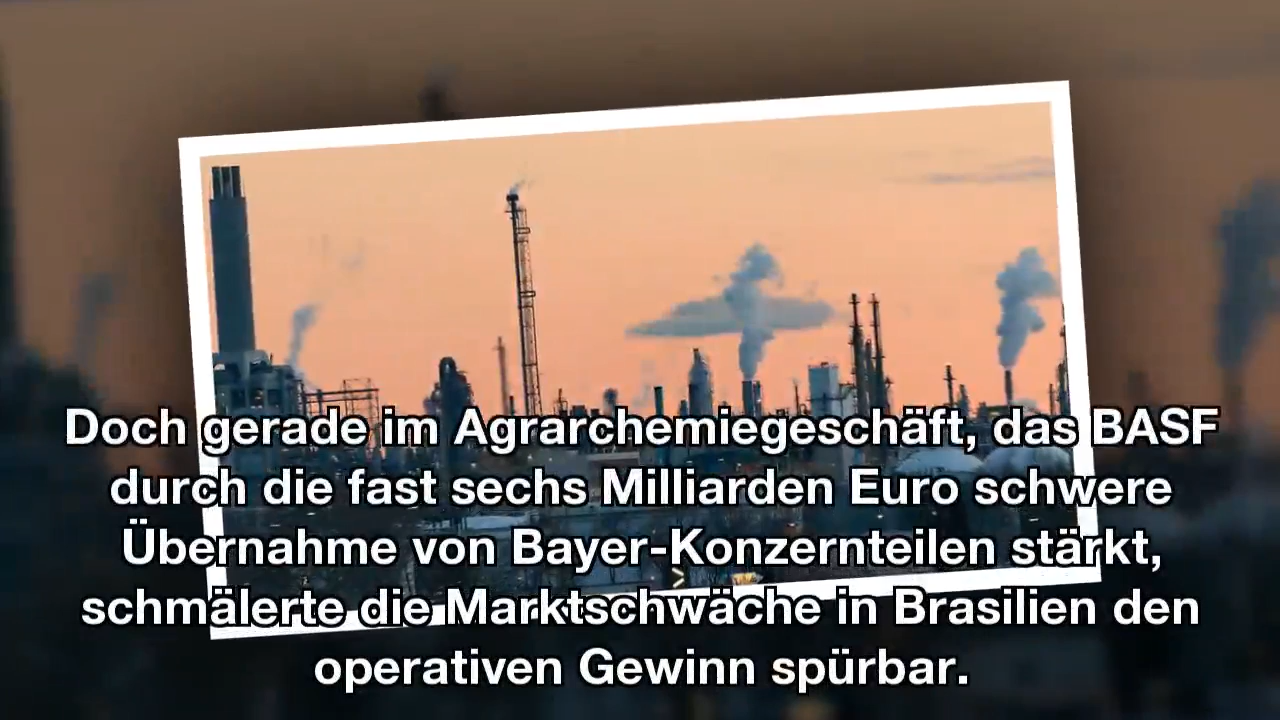 Doch gerade im Agrarchemiegeschäft, das BASF
durch die fast sechs Milliarden Euro schwere
Übernahme von Bayer-Konzernteilen stärkt,
schmälerte die Marktschwäche in Brasilien den
operativen Gewinn spürbar.